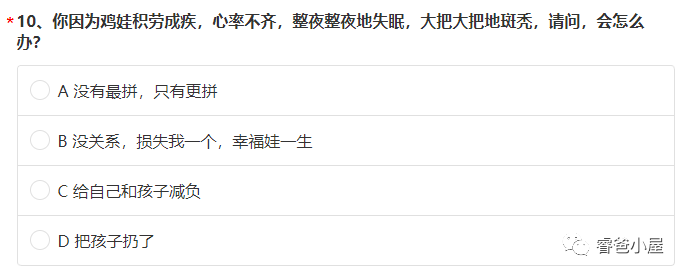 *10、你因为鸡娃积劳成疾，心率不齐，整夜整夜地失眠，大把大把地斑秃，请问，会怎么
办?
A 没有最拼，只有更拼
B 没关系，损失我一个，幸福娃一生
C 给自己和孩子减负
D 把孩子扔了
睿爸小屋